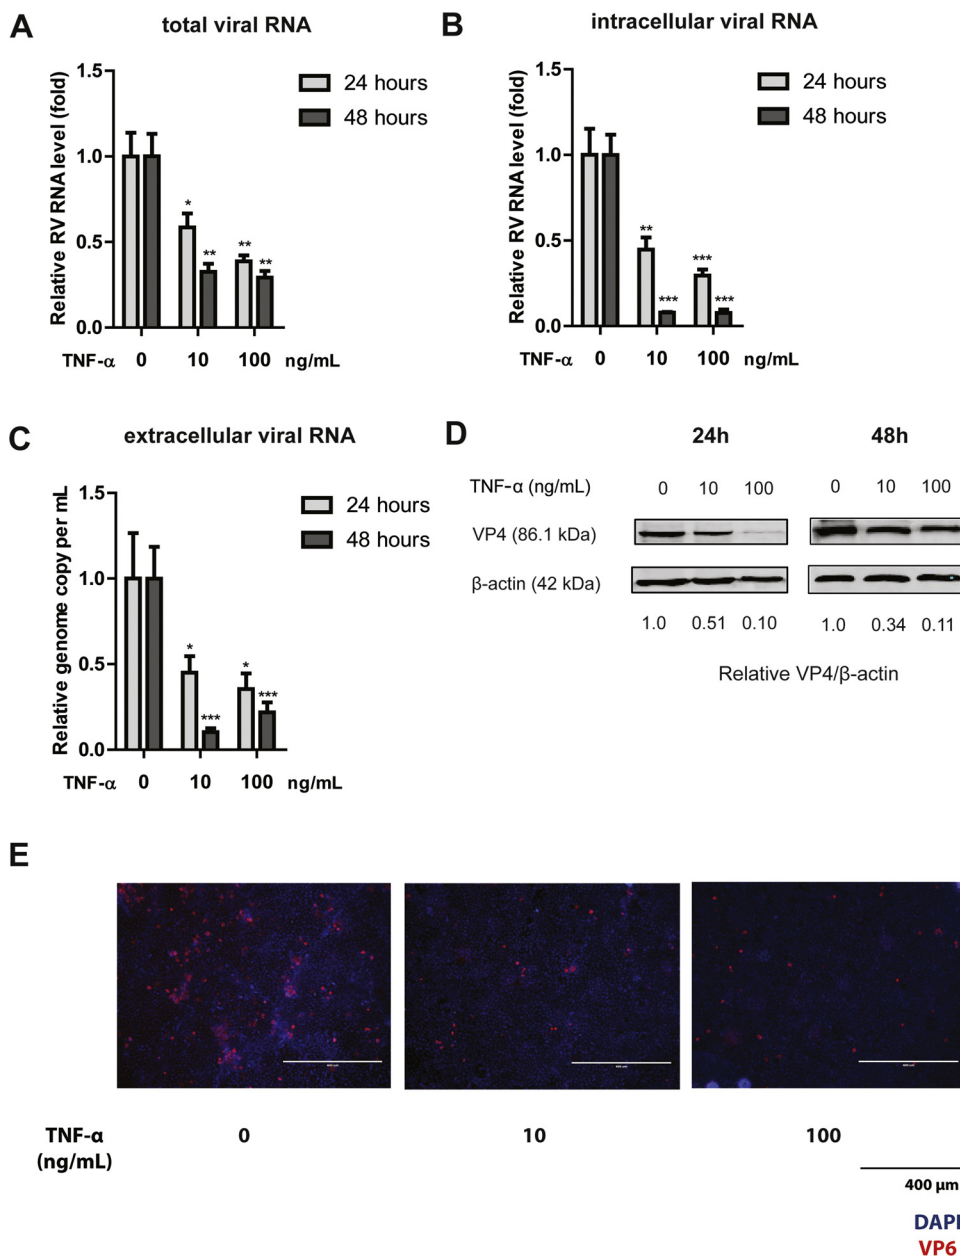 A
total viral RNA
Relative RV RNA level (fold)
1.5
1.0
0.5
0.0
24 hours
48 hours
*
**
**
**
TNF-α 0 10 100 ng/mL
B
intracellular viral RNA
Relative RV RNA level (fold)
1.5
1.0
0.5
0.0
24 hours
48 hours
**
***
***
***
TNF-α 0 10 100 ng/mL
C
extracellular viral RNA
Relative genome copy per mL
1.5
1.0
0.5
0.0
24 hours
48 hours
*
***
*
***
TNF-α 0 10 100 ng/mL
D
24h 48h
TNF-α (ng/mL) 0 10 100 0 10 100
VP4 (86.1 kDa)
β-actin (42 kDa)
1.0 0.51 0.10 1.0 0.34 0.11
Relative VP4/β-actin
E
400 µm
400 µm
400 µm
TNF-α 0 10 100
(ng/mL)
400 µm
DAPI
VP6